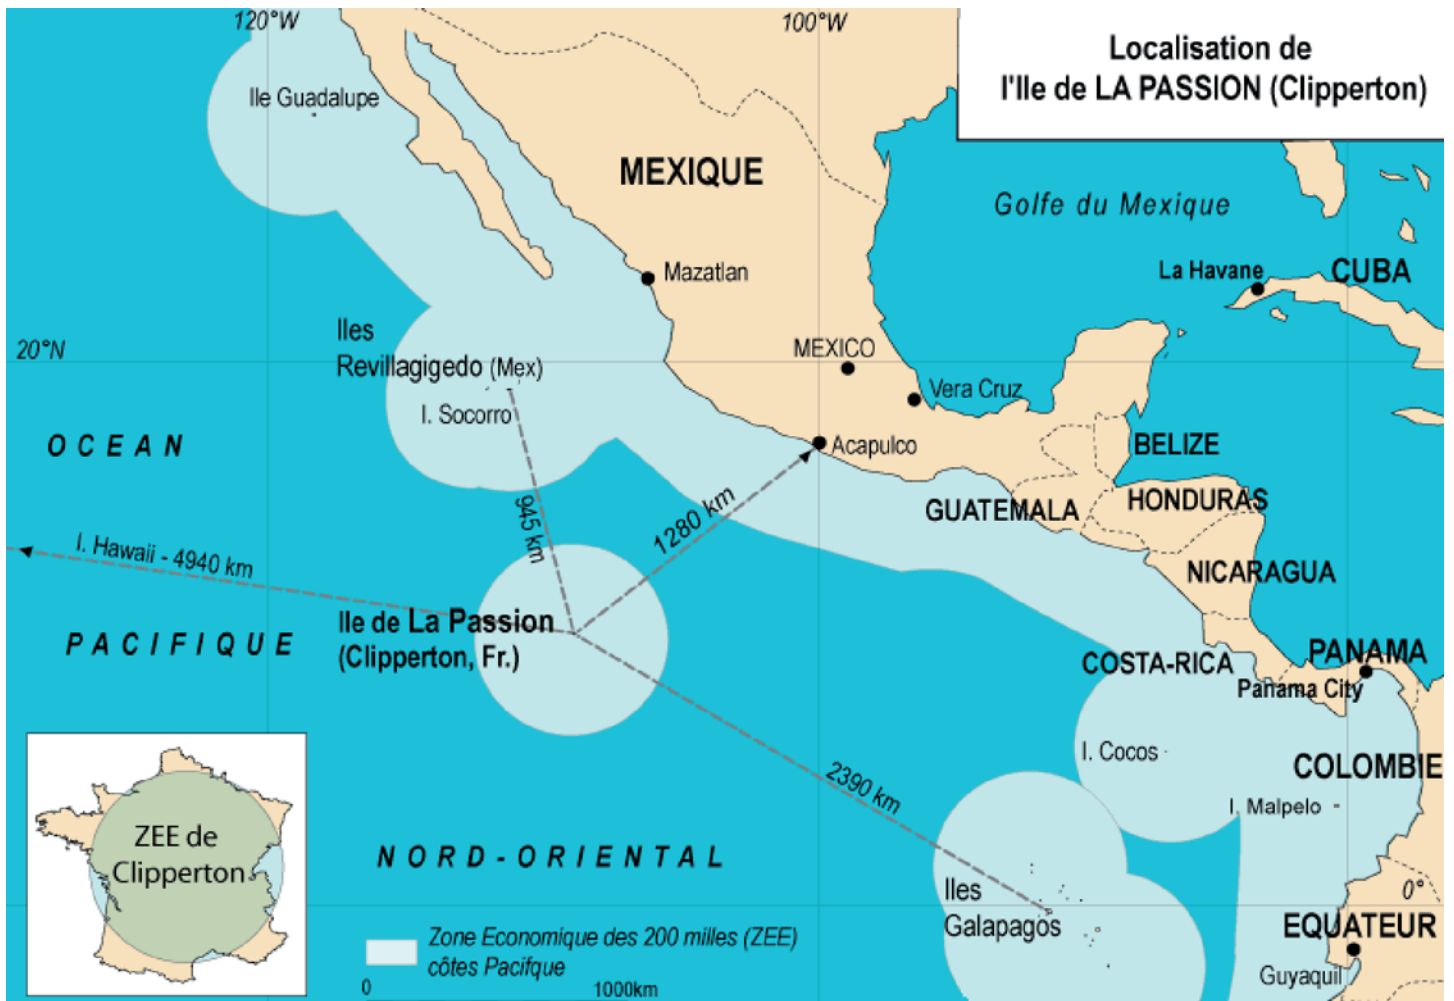 120°W
100°W
Localisation de
l'Ile de LA PASSION (Clipperton)
Ile Guadalupe
MEXIQUE
Golfe du Mexique
Mazatlan
La Havane
CUBA
Iles
Revillagigedo (Mex)
20°N
MEXICO
Vera Cruz
I. Socorro
OCEAN
Acapulco
BELIZE
GUATEMALA
HONDURAS
945 km
1280 km
I. Hawaii - 4940 km
NICARAGUA
Ile de La Passion
(Clipperton, Fr.)
PACIFIQUE
COSTA-RICA
PANAMA
Panama City
I. Cocos
COLOMBIE
2390 km
I. Malpelo
ZEE de
Clipperton
NORD-ORIENTAL
Iles
Galapagos
0°
EQUATEUR
Guyaquil
Zone Economique des 200 milles (ZEE)
côtes Pacifque
0
1000km